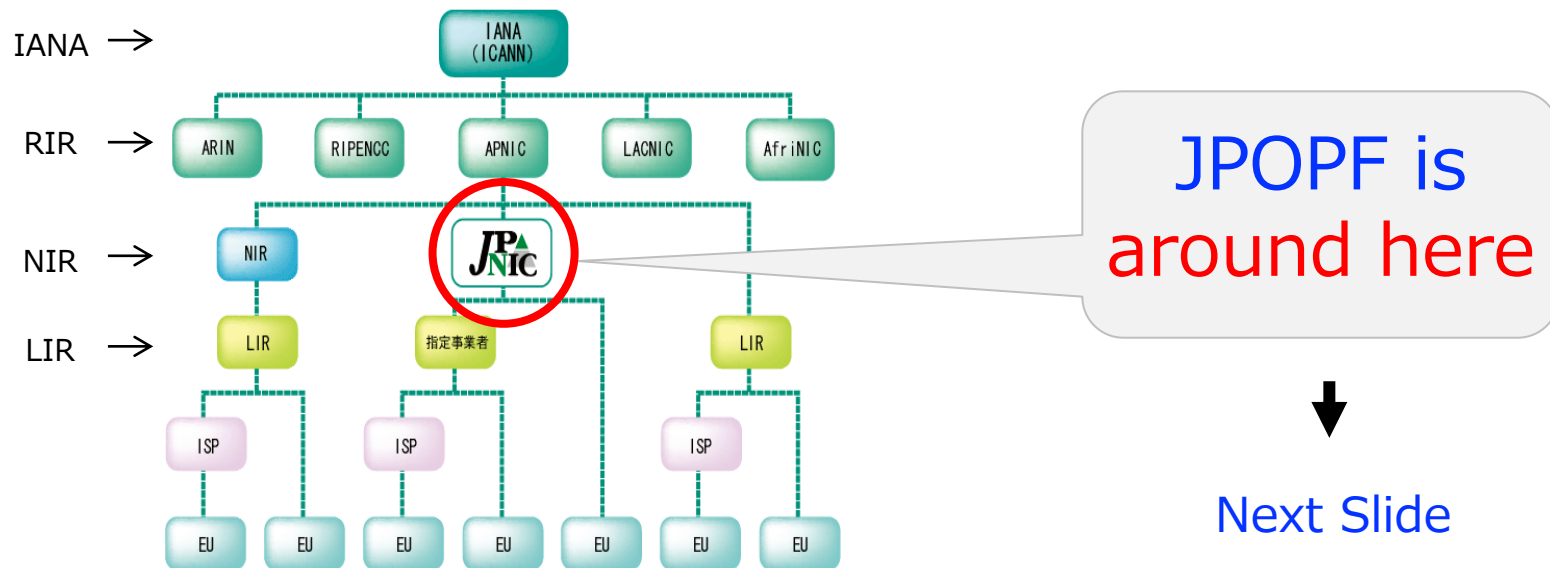 IANA →
IANA
(ICANN)
RIR →
ARIN
RIPENCC
APNIC
LACNIC
AfriNIC
NIR →
NIR
JPNIC
LIR →
LIR
指定事業者
LIR
ISP
ISP
ISP
EU
EU
EU
EU
EU
EU
EU
JPOPF is
around here
Next Slide